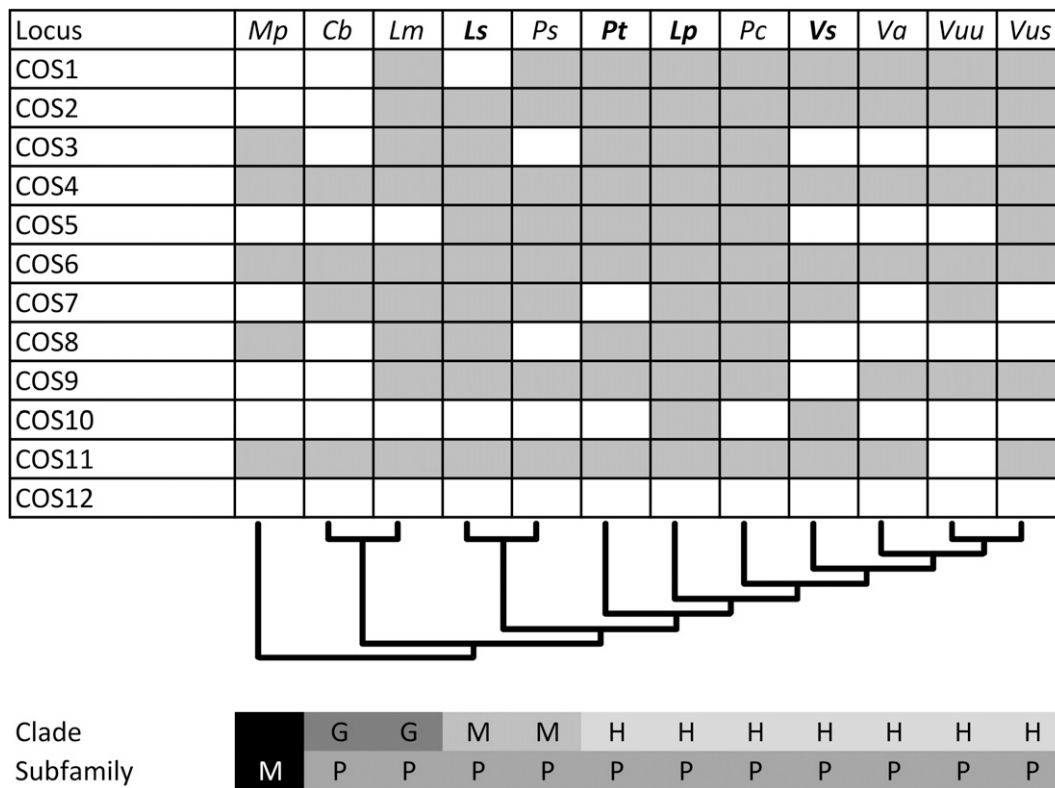 Locus Mp Cb Lm Ls Ps Pt Lp Pc Vs Va Vuu Vus
COS1
COS2
COS3
COS4
COS5
COS6
COS7
COS8
COS9
COS10
COS11
COS12
Clade G G M M H H H H H H H
Subfamily M P P P P P P P P P P P